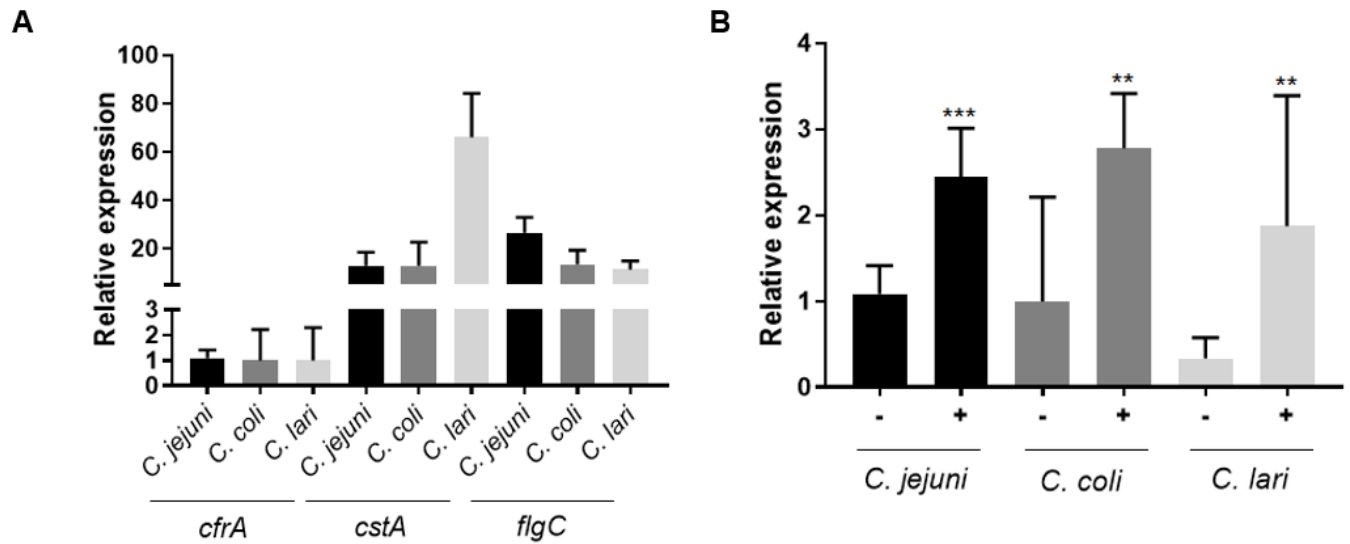 A
Relative expression
100
80
60
40
20
3
2
1
0
C. jejuni
C. coli
C. lari
C. jejuni
C. coli
C. lari
C. jejuni
C. coli
C. lari
cfrA
cstA
flgC
B
Relative expression
4
3
2
1
0
***
**
**
- + - + - +
C. jejuni C. coli C. lari